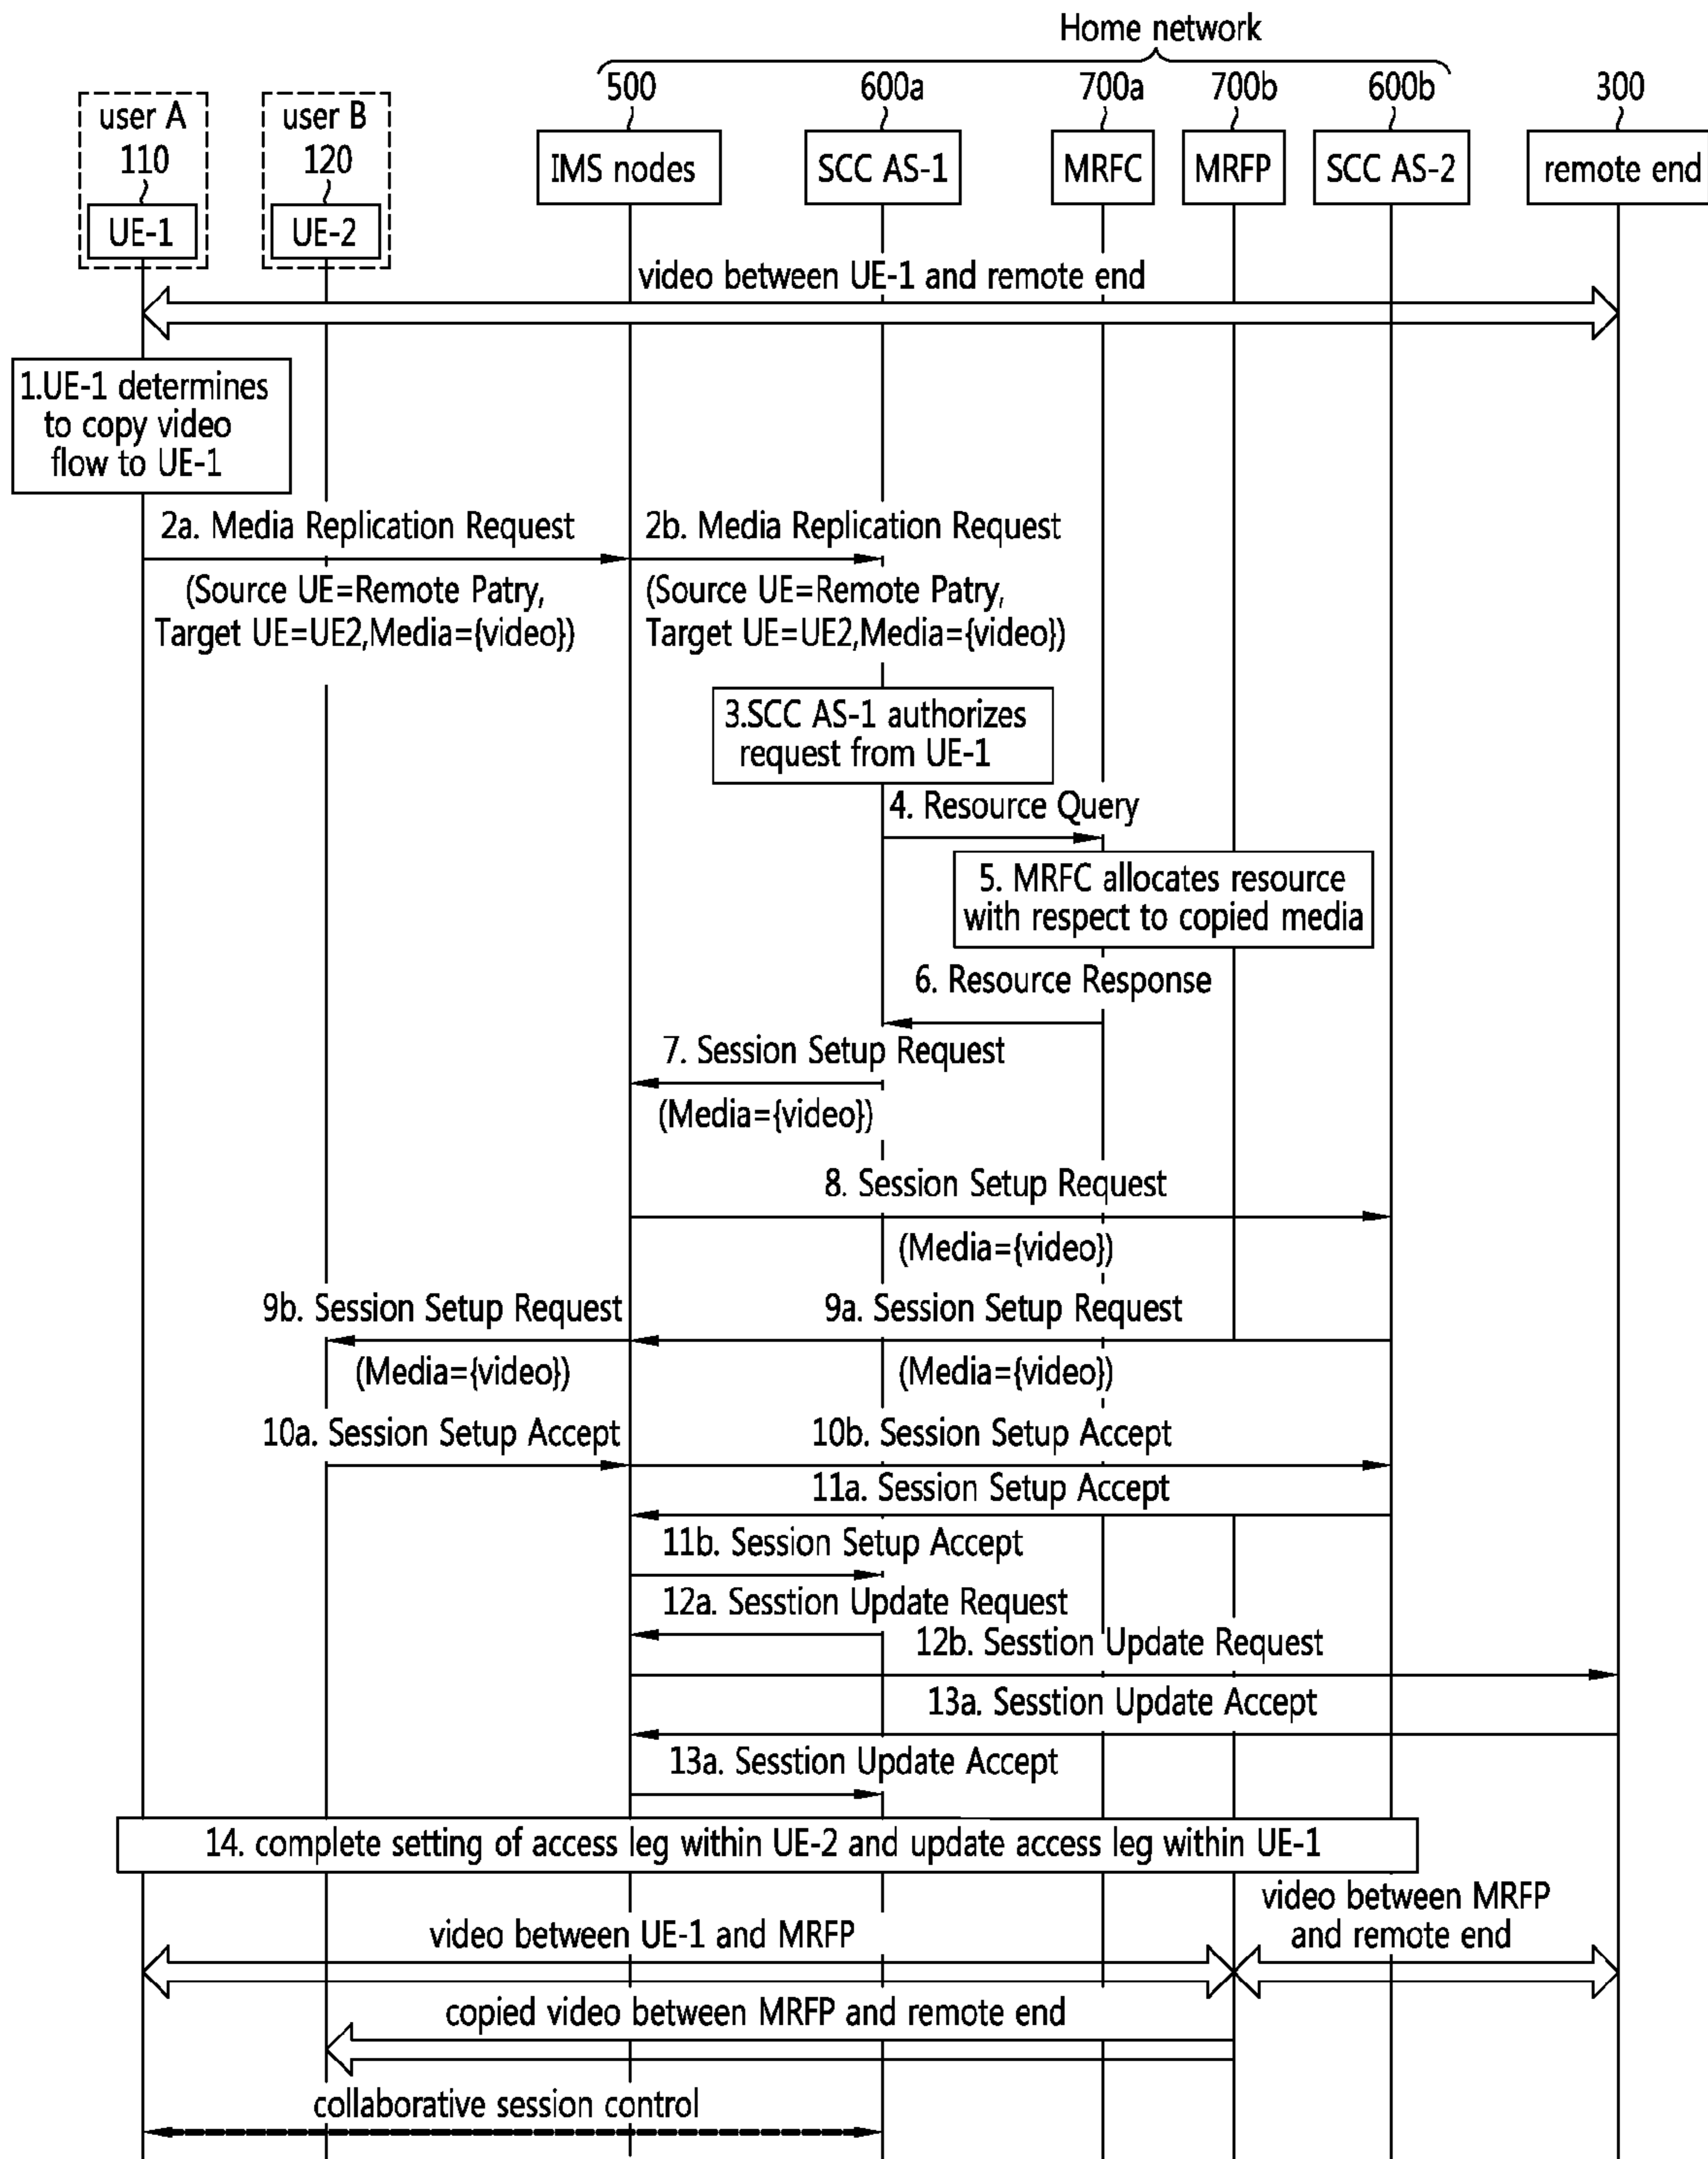 Home network
500
600a
700a
700b
600b
300
user A
110
user B
120
UE-1
UE-2
IMS nodes
SCC AS-1
MRFC
MRFP
SCC AS-2
remote end
video between UE-1 and remote end
1.UE-1 determines
to copy video
flow to UE-1
2a. Media Replication Request
2b. Media Replication Request
(Source UE=Remote Patry,
Target UE=UE2,Media={video})
(Source UE=Remote Patry,
Target UE=UE2,Media={video})
3.SCC AS-1 authorizes
request from UE-1
4. Resource Query
5. MRFC allocates resource
with respect to copied media
6. Resource Response
7. Session Setup Request
(Media={video})
8. Session Setup Request
(Media={video})
9b. Session Setup Request
9a. Session Setup Request
(Media={video})
(Media={video})
10a. Session Setup Accept
10b. Session Setup Accept
11a. Session Setup Accept
11b. Session Setup Accept
12a. Sesstion Update Request
12b. Sesstion Update Request
13a. Sesstion Update Accept
13a. Sesstion Update Accept
14. complete setting of access leg within UE-2 and update access leg within UE-1
video between UE-1 and MRFP
video between MRFP
and remote end
copied video between MRFP and remote end
collaborative session control